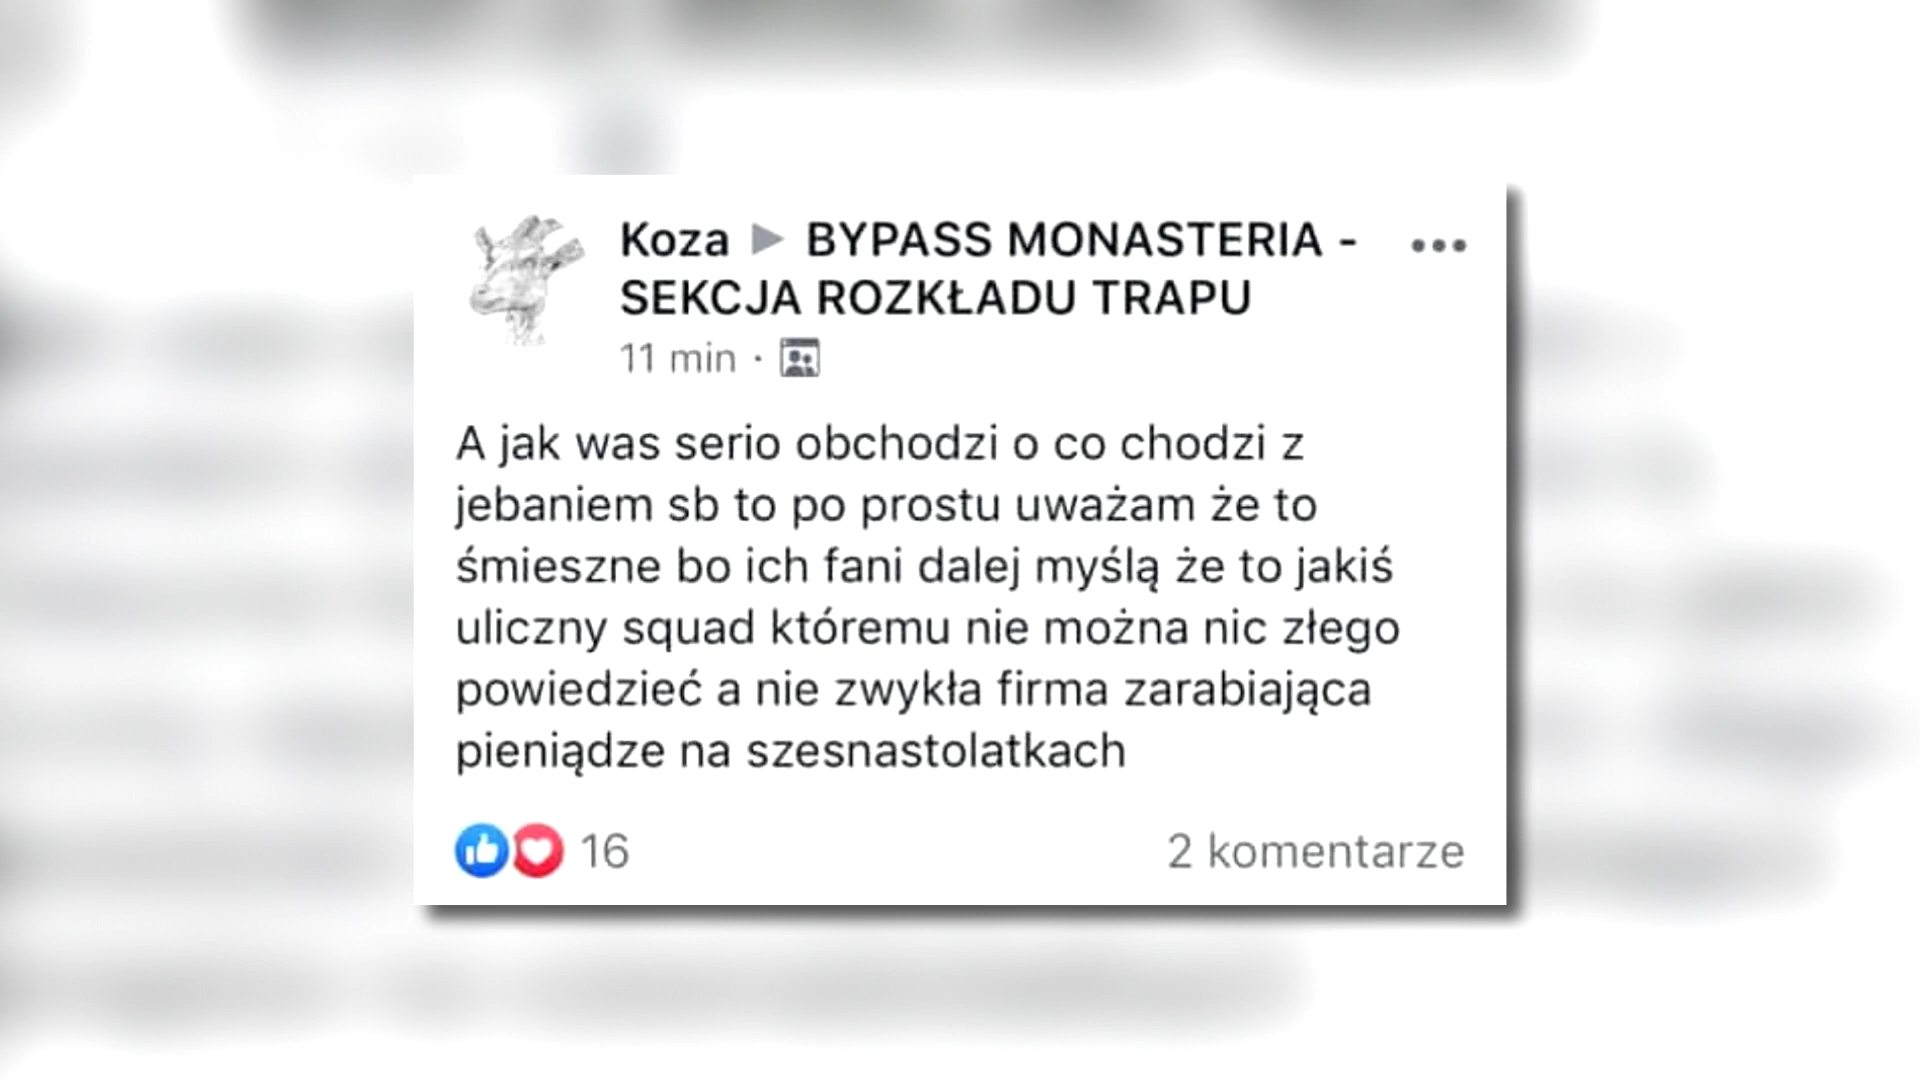 Koza ▶ BYPASS MONASTERIA -
SEKCJA ROZKŁADU TRAPU
11 min ·
A jak was serio obchodzi o co chodzi z
jebaniem sb to po prostu uważam że to
śmieszne bo ich fani dalej myślą że to jakiś
uliczny squad któremu nie można nic złego
powiedzieć a nie zwykła firma zarabiająca
pieniądze na szesnastolatkach
16
2 komentarze